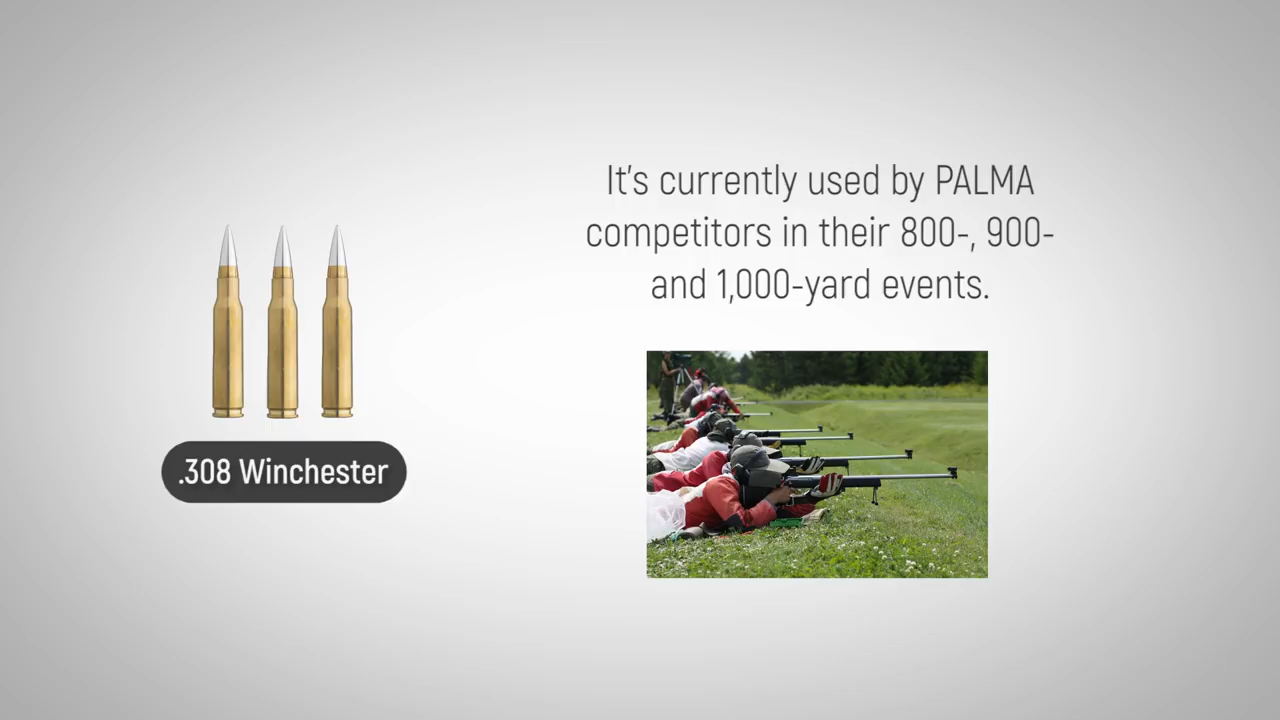 It's currently used by PALMA
competitors in their 800-, 900-
and 1,000-yard events.
.308 Winchester